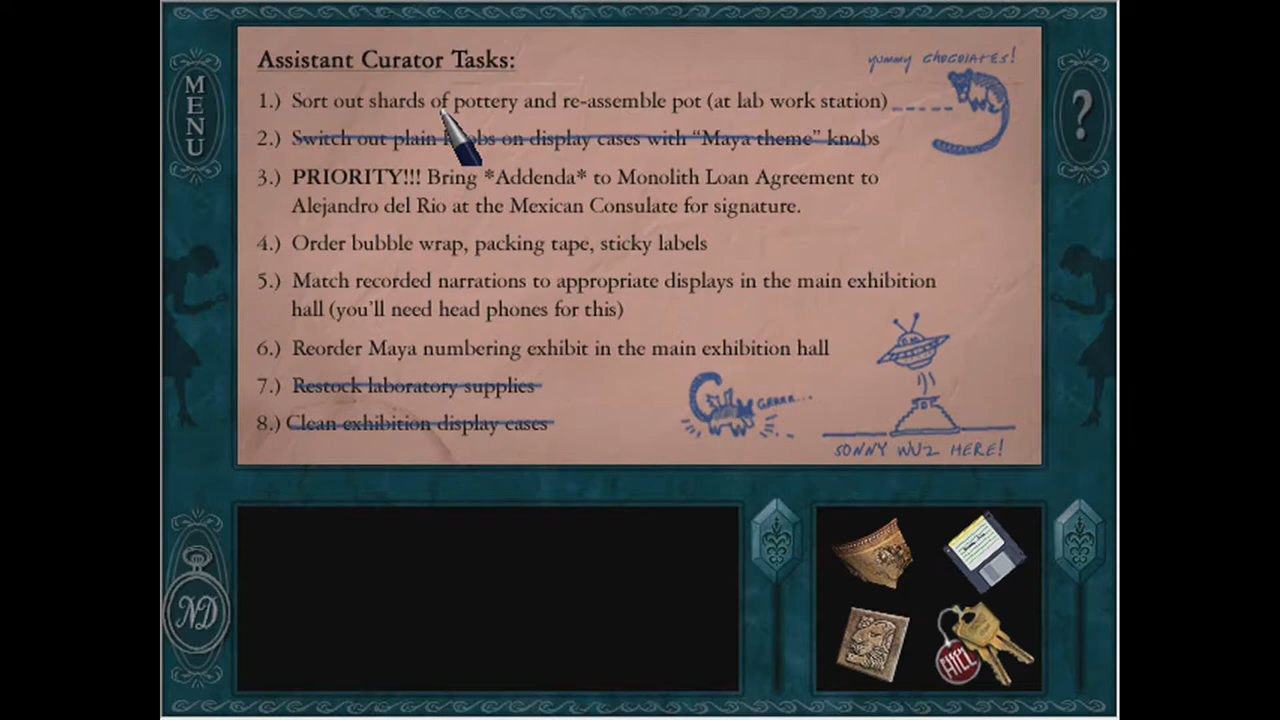 Assistant Curator Tasks:
yummy chocolates!
1.) Sort out shards of pottery and re-assemble pot (at lab work station)
2.) Switch out plain knobs on display cases with “Maya theme” knobs
3.) PRIORITY!!! Bring *Addenda* to Monolith Loan Agreement to
Alejandro del Rio at the Mexican Consulate for signature.
4.) Order bubble wrap, packing tape, sticky labels
5.) Match recorded narrations to appropriate displays in the main exhibition
hall (you’ll need head phones for this)
6.) Reorder Maya numbering exhibit in the main exhibition hall
7.) Restock laboratory supplies
GRRRR...
8.) Clean exhibition display cases
SONNY WUZ HERE!
MENU
?
ND